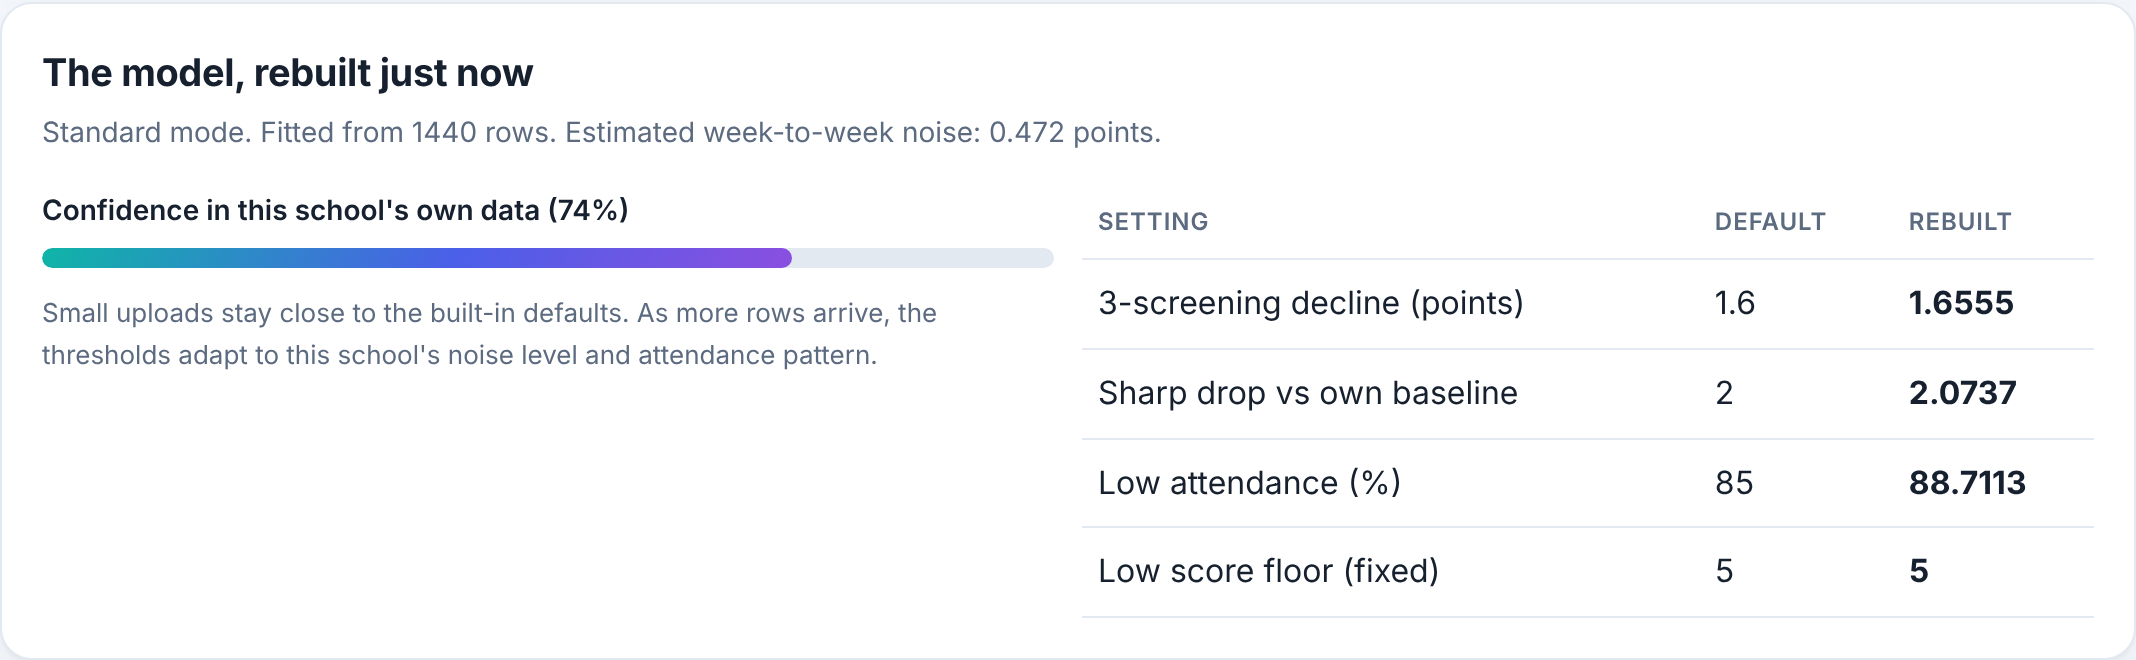 The model, rebuilt just now
Standard mode. Fitted from 1440 rows. Estimated week-to-week noise: 0.472 points.
Confidence in this school's own data (74%)
Small uploads stay close to the built-in defaults. As more rows arrive, the
thresholds adapt to this school's noise level and attendance pattern.
SETTING DEFAULT REBUILT
3-screening decline (points) 1.6 1.6555
Sharp drop vs own baseline 2 2.0737
Low attendance (%) 85 88.7113
Low score floor (fixed) 5 5